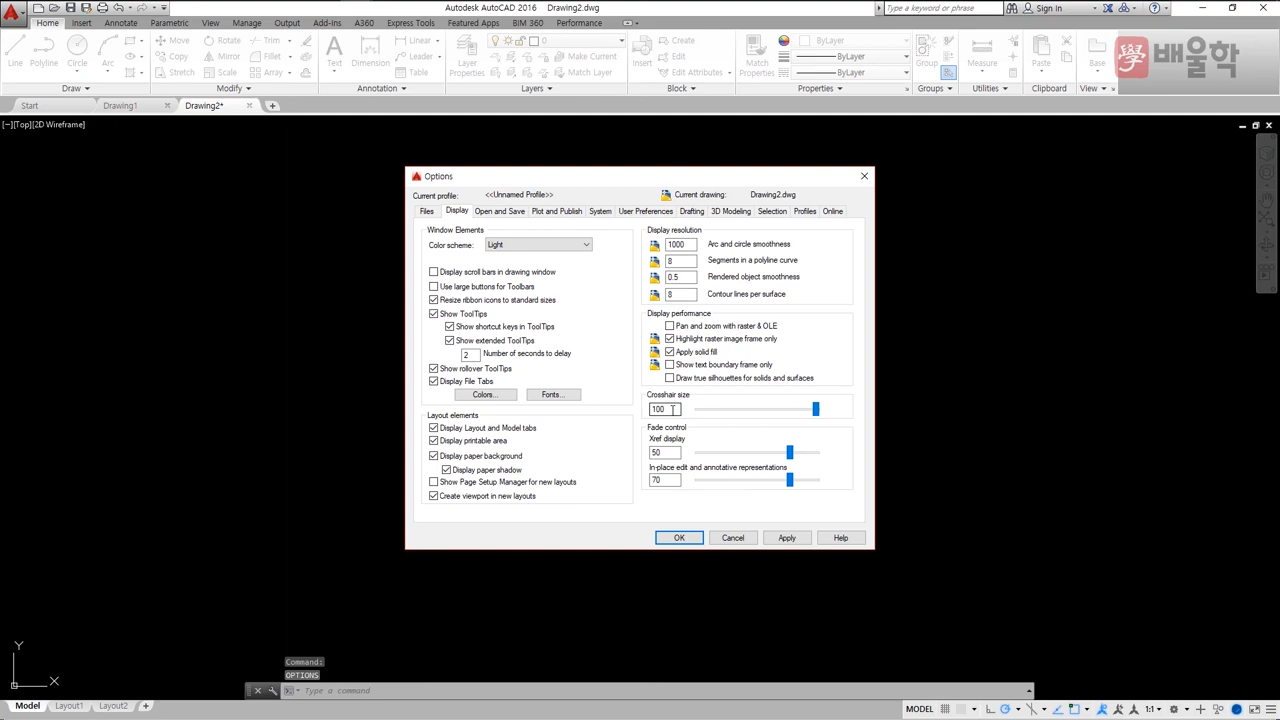 Autodesk AutoCAD 2016 Drawing2.dwg
Type a keyword or phrase
Sign In
Home Insert Annotate Parametric View Manage Output Add-ins A360 Express Tools Featured Apps BIM 360 Performance
Line Polyline Circle Arc
Move Rotate Trim
Copy Mirror Fillet
Stretch Scale Array
Text Dimension
Linear
Leader
Table
Layer Properties
0
Make Current
Match Layer
Insert
Create
Edit
Edit Attributes
Match Properties
ByLayer
ByLayer
ByLayer
Group
Measure
Paste
Base
學 배울학
Draw Modify Annotation Layers Block Properties Groups Utilities Clipboard View
Start Drawing1 Drawing2*
[−][Top][2D Wireframe]
Options
Current profile: <<Unnamed Profile>> Current drawing: Drawing2.dwg
Files Display Open and Save Plot and Publish System User Preferences Drafting 3D Modeling Selection Profiles Online
Window Elements
Color scheme: Light
Display scroll bars in drawing window
Use large buttons for Toolbars
Resize ribbon icons to standard sizes
Show ToolTips
Show shortcut keys in ToolTips
Show extended ToolTips
2 Number of seconds to delay
Show rollover ToolTips
Display File Tabs
Colors... Fonts...
Layout elements
Display Layout and Model tabs
Display printable area
Display paper background
Display paper shadow
Show Page Setup Manager for new layouts
Create viewport in new layouts
Display resolution
1000 Arc and circle smoothness
8 Segments in a polyline curve
0.5 Rendered object smoothness
8 Contour lines per surface
Display performance
Pan and zoom with raster & OLE
Highlight raster image frame only
Apply solid fill
Show text boundary frame only
Draw true silhouettes for solids and surfaces
Crosshair size
100
Fade control
Xref display
50
In-place edit and annotative representations
70
OK Cancel Apply Help
Y
X
Command:
OPTIONS
Type a command
Model Layout1 Layout2 +
MODEL 1:1